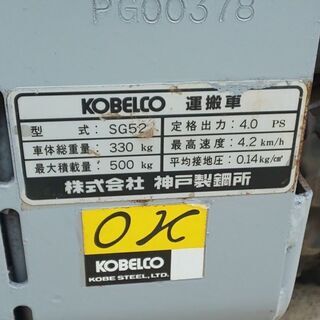 PG00378
KOBELCO 運搬車
型式：SG52 定格出力：4.0 PS
車体総重量：330 kg 最高速度：4.2 km/h
最大積載量：500 kg 平均接地圧：0.14kg/cm²
株式会社 神戸製鋼所
OK
KOBELCO
KOBE STEEL, LTD.